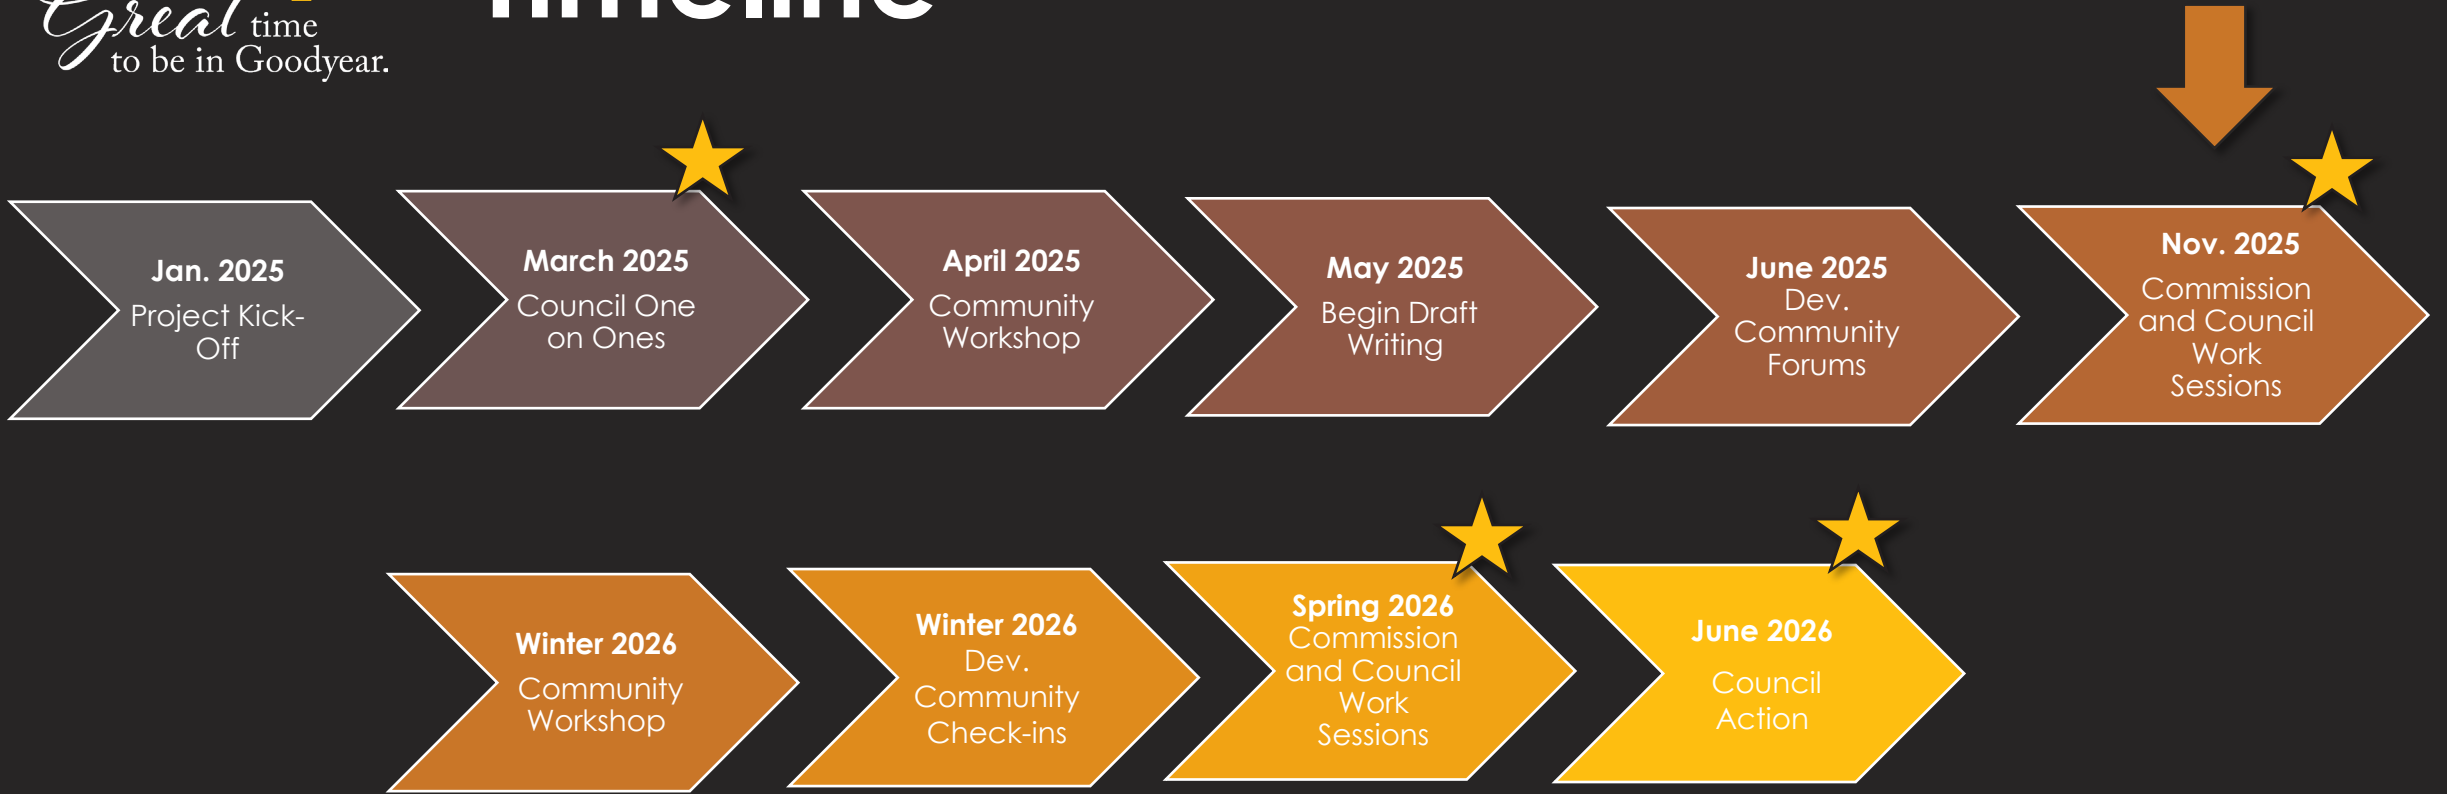 Great time
to be in Goodyear.
Timeline
Jan. 2025
Project Kick-
Off
March 2025
Council One
on Ones
April 2025
Community
Workshop
May 2025
Begin Draft
Writing
June 2025
Dev.
Community
Forums
Nov. 2025
Commission
and Council
Work
Sessions
Winter 2026
Community
Workshop
Winter 2026
Dev.
Community
Check-ins
Spring 2026
Commission
and Council
Work
Sessions
June 2026
Council
Action